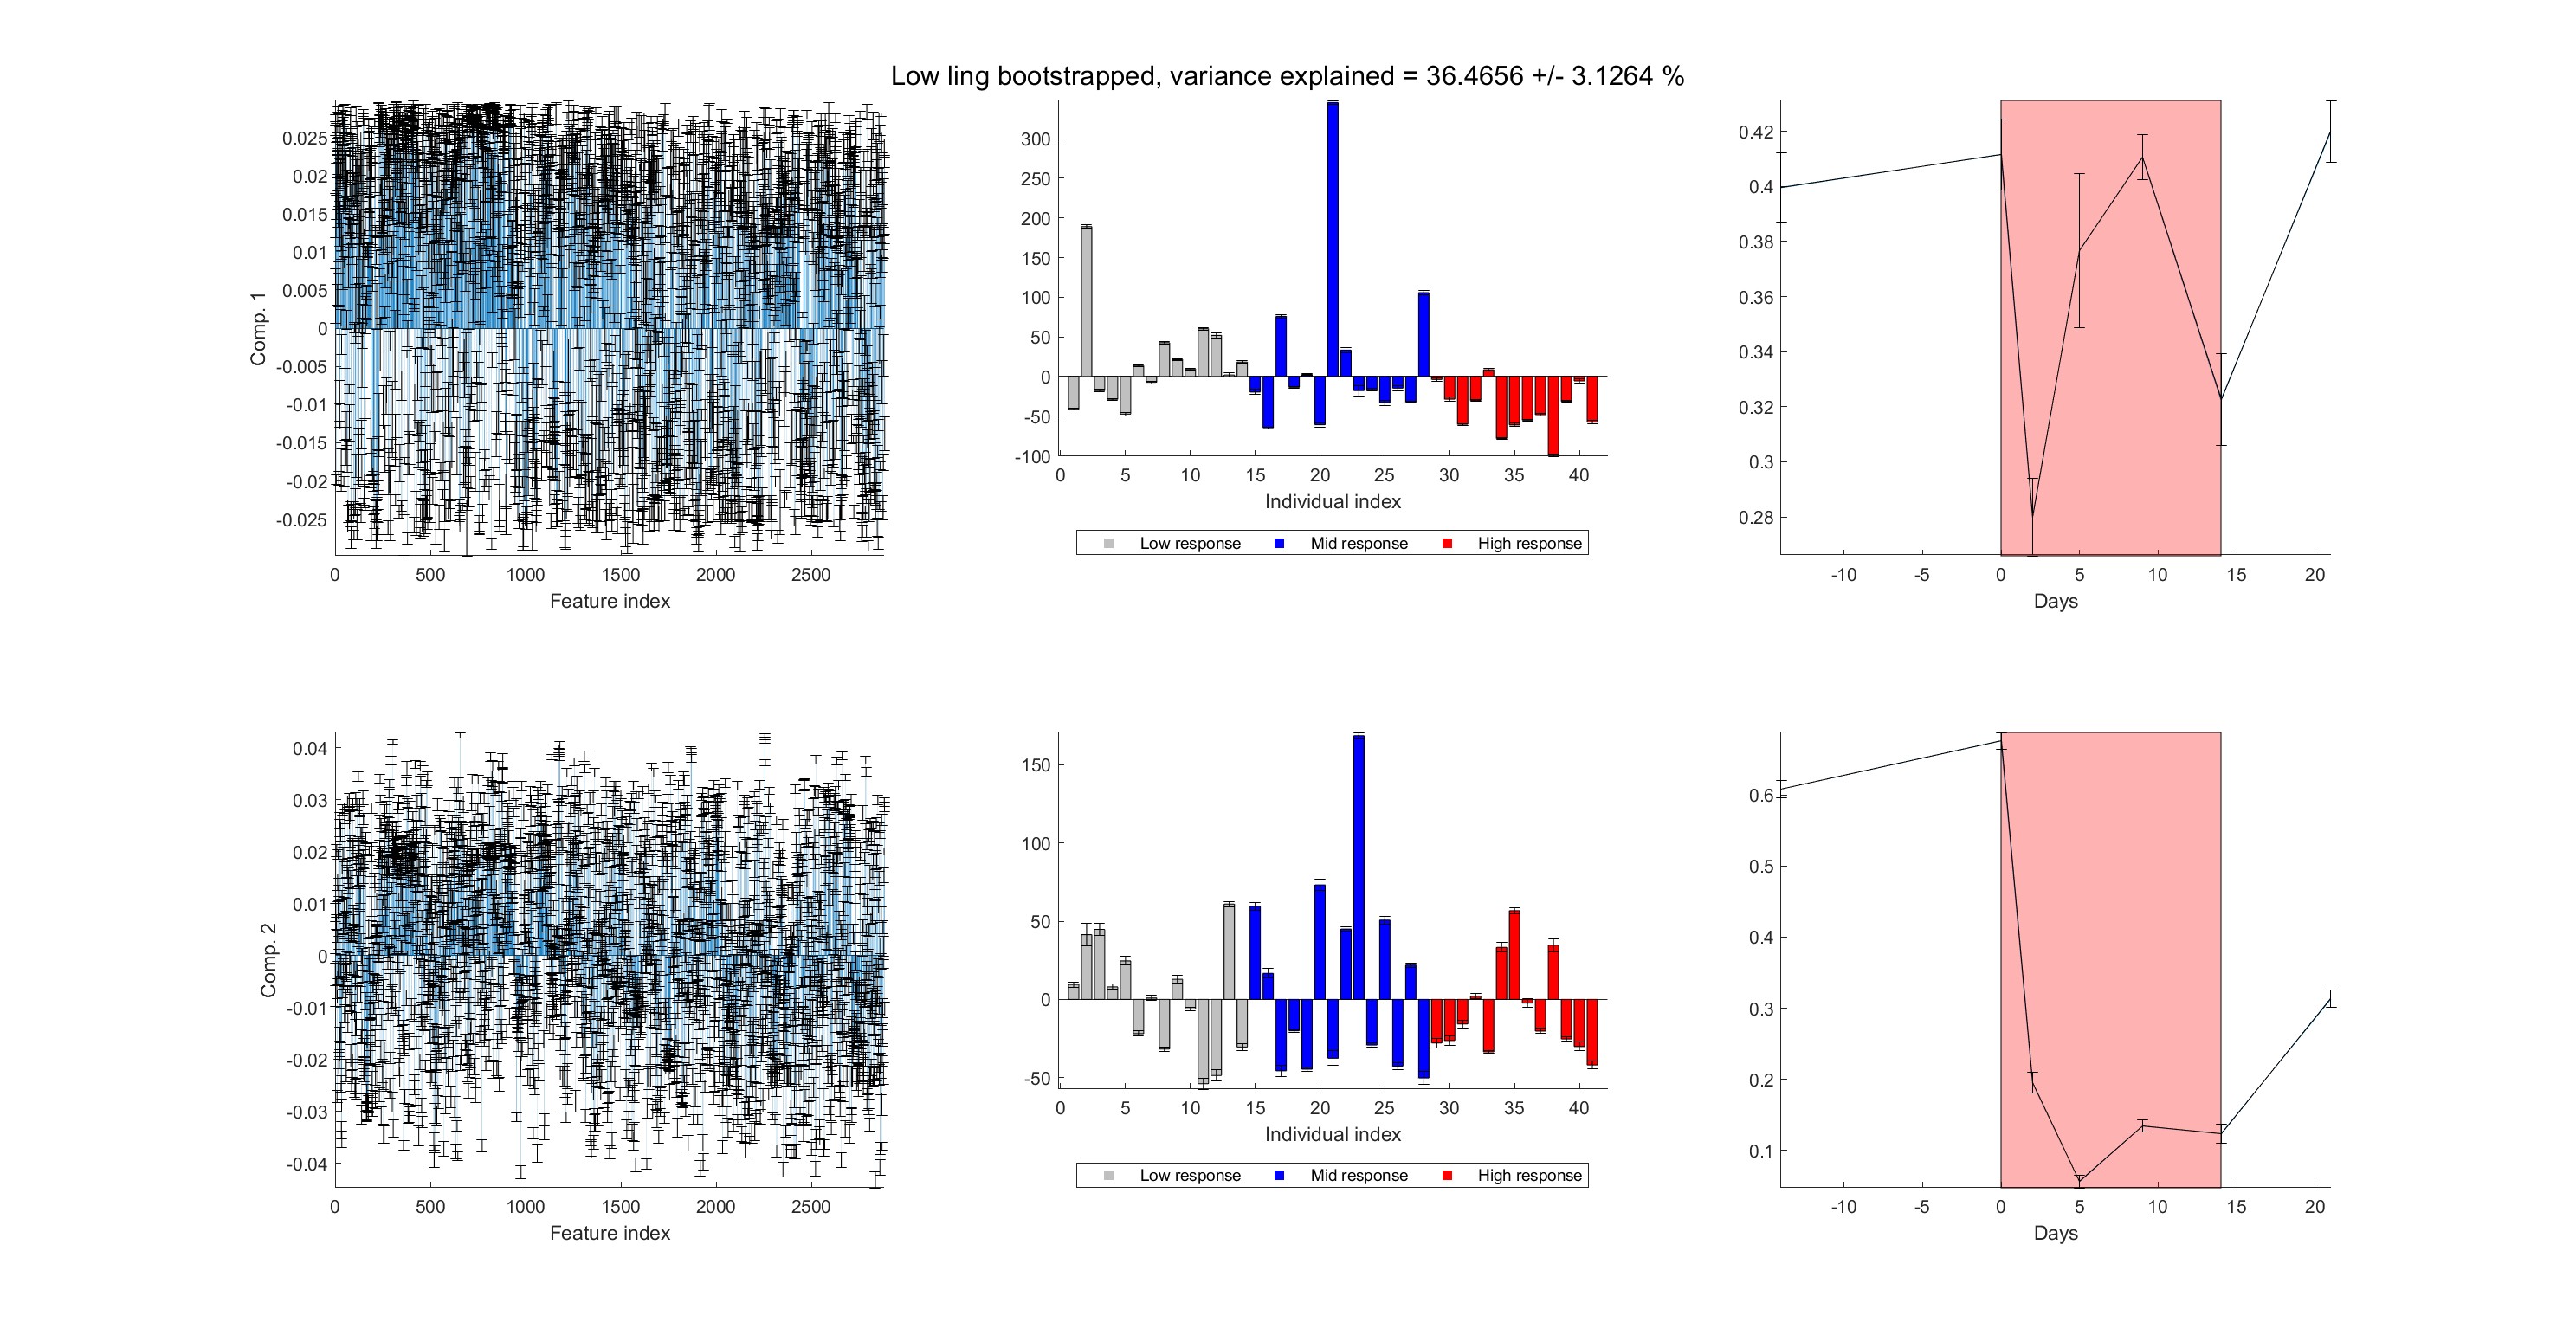 Low ling bootstrapped, variance explained = 36.4656 +/- 3.1264 %
Comp. 1
0.025
0.02
0.015
0.01
0.005
0
-0.005
-0.01
-0.015
-0.02
-0.025
0 500 1000 1500 2000 2500
Feature index
300
250
200
150
100
50
0
-50
-100
0 5 10 15 20 25 30 35 40
Individual index
Low response Mid response High response
0.42
0.4
0.38
0.36
0.34
0.32
0.3
0.28
-10 -5 0 5 10 15 20
Days
Comp. 2
0.04
0.03
0.02
0.01
0
-0.01
-0.02
-0.03
-0.04
0 500 1000 1500 2000 2500
Feature index
150
100
50
0
-50
0 5 10 15 20 25 30 35 40
Individual index
Low response Mid response High response
0.6
0.5
0.4
0.3
0.2
0.1
-10 -5 0 5 10 15 20
Days